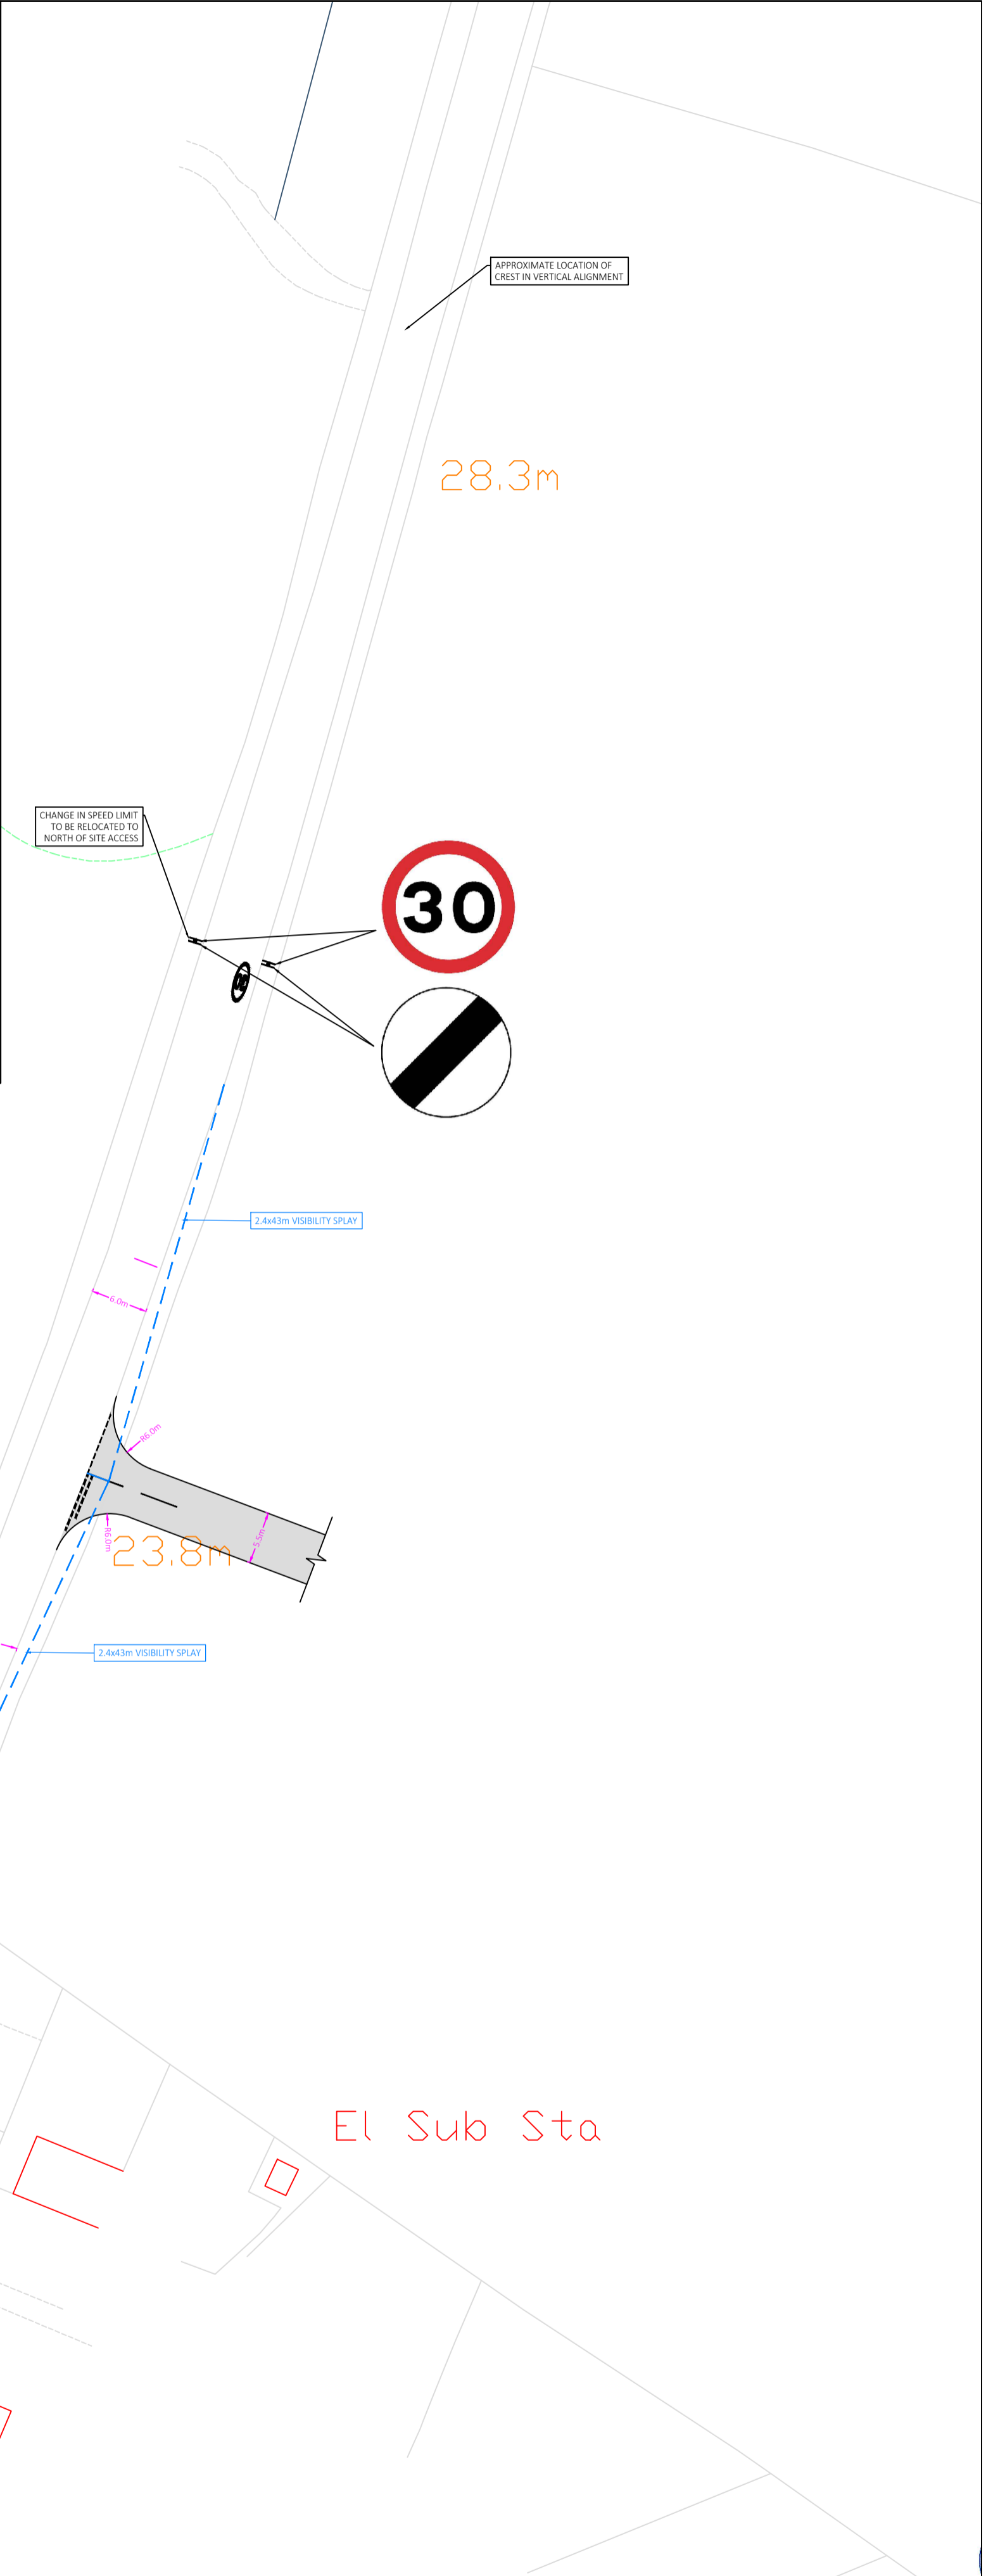 APPROXIMATE LOCATION OF
CREST IN VERTICAL ALIGNMENT
28.3m
CHANGE IN SPEED LIMIT
TO BE RELOCATED TO
NORTH OF SITE ACCESS
30
30
2.4x43m VISIBILITY SPLAY
6.0m
R6.0m
5.5m
R6.0m
23.8m
2.4x43m VISIBILITY SPLAY
El Sub Sta